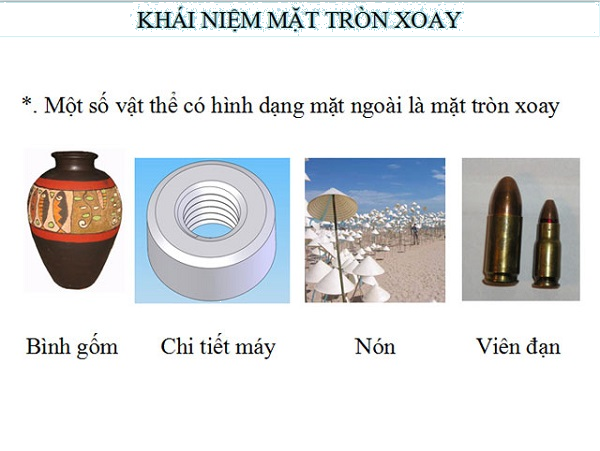 KHÁI NIỆM MẶT TRÒN XOAY
*. Một số vật thể có hình dạng mặt ngoài là mặt tròn xoay
Bình gốm Chi tiết máy Nón Viên đạn